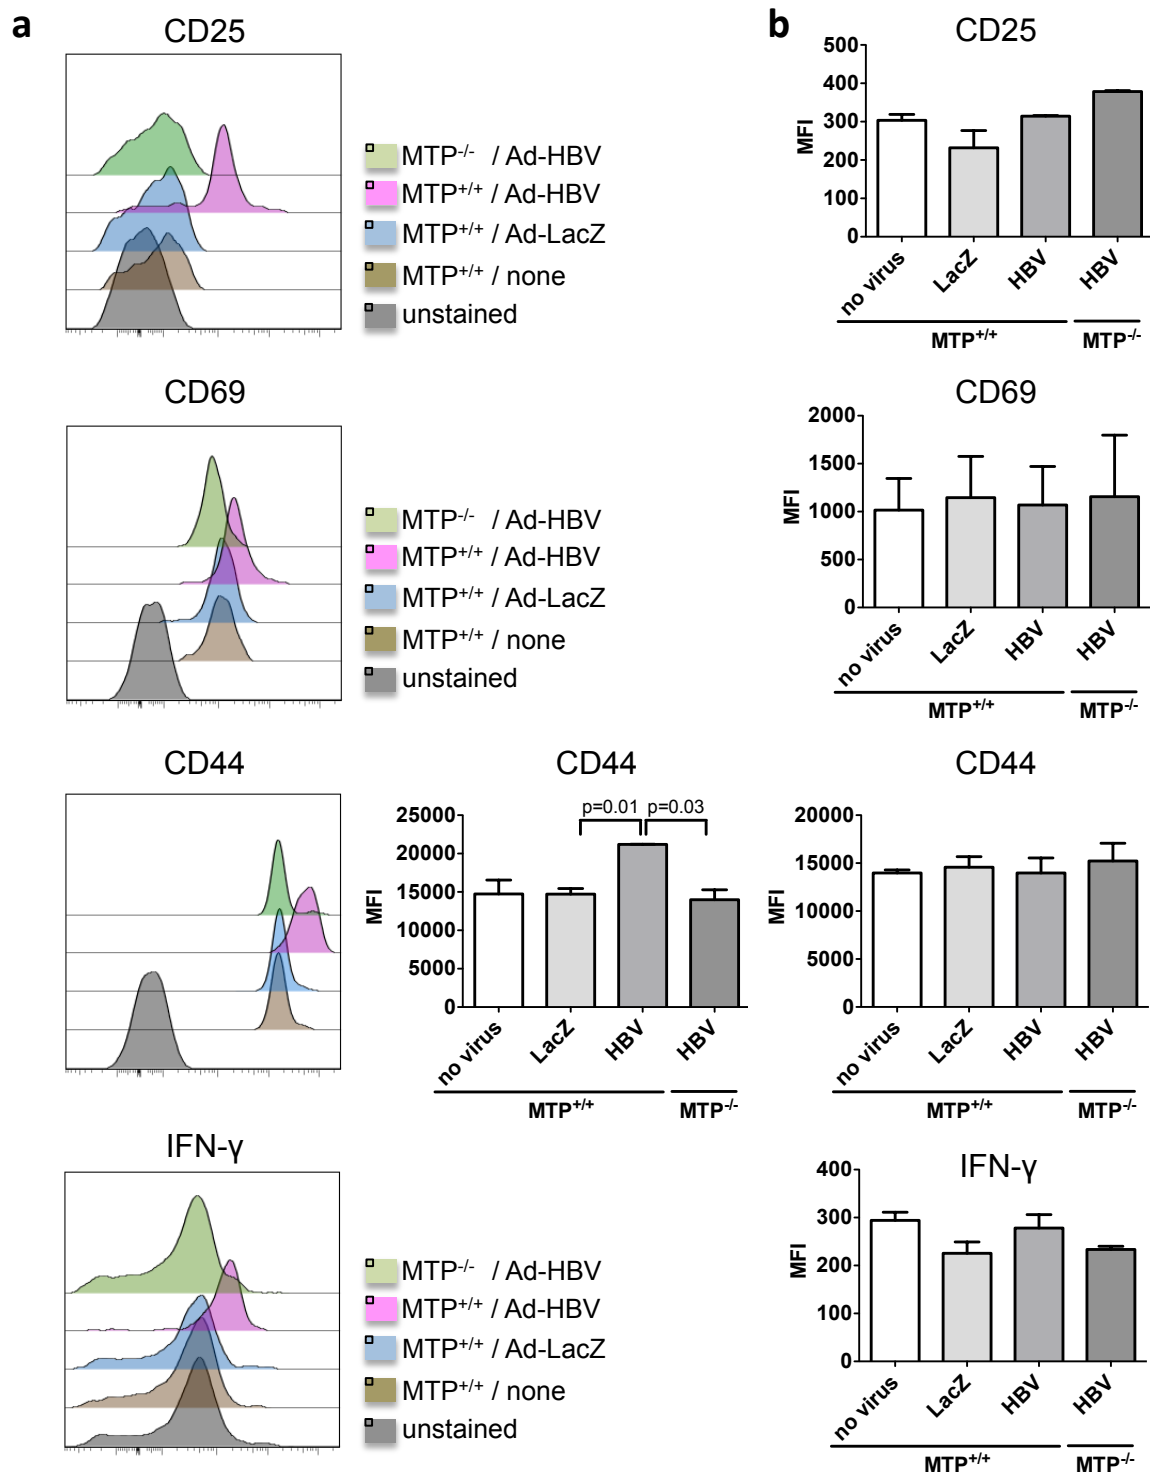 a
CD25
MTP-/- / Ad-HBV
MTP+/+ / Ad-HBV
MTP+/+ / Ad-LacZ
MTP+/+ / none
unstained
CD69
MTP-/- / Ad-HBV
MTP+/+ / Ad-HBV
MTP+/+ / Ad-LacZ
MTP+/+ / none
unstained
CD44
CD44
25000
20000
15000
10000
5000
0
MFI
p=0.01
p=0.03
no virus
LacZ
HBV
HBV
MTP+/+
MTP-/-
IFN-γ
MTP-/- / Ad-HBV
MTP+/+ / Ad-HBV
MTP+/+ / Ad-LacZ
MTP+/+ / none
unstained
b
CD25
500
400
300
200
100
0
MFI
no virus
LacZ
HBV
HBV
MTP+/+
MTP-/-
CD69
2000
1500
1000
500
0
MFI
no virus
LacZ
HBV
HBV
MTP+/+
MTP-/-
CD44
20000
15000
10000
5000
0
MFI
no virus
LacZ
HBV
HBV
MTP+/+
MTP-/-
IFN-γ
400
300
200
100
0
MFI
no virus
LacZ
HBV
HBV
MTP+/+
MTP-/-